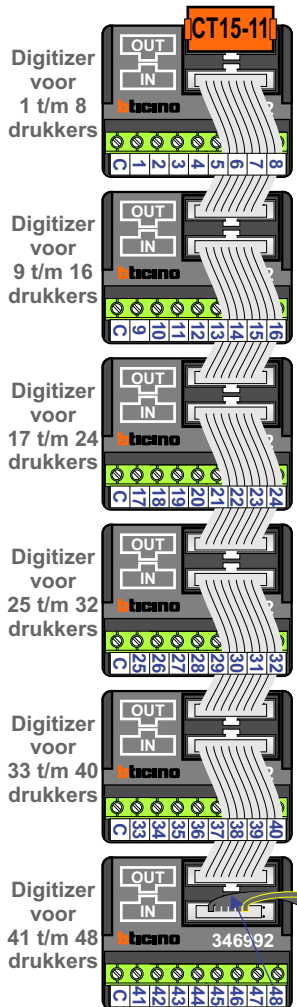 CT15-11
Digitizer
voor
1 t/m 8
drukkers
OUT
IN
bticino
2
C 1 2 3 4 5 6 7 8
Digitizer
voor
9 t/m 16
drukkers
OUT
IN
bticino
2
C 9 10 11 12 13 14 15 16
Digitizer
voor
17 t/m 24
drukkers
OUT
IN
bticino
2
C 17 18 19 20 21 22 23 24
Digitizer
voor
25 t/m 32
drukkers
OUT
IN
bticino
2
C 25 26 27 28 29 30 31 32
Digitizer
voor
33 t/m 40
drukkers
OUT
IN
bticino
2
C 33 34 35 36 37 38 39 40
Digitizer
voor
41 t/m 48
drukkers
OUT
IN
bticino
346992
C 41 42 43 44 45 46 47 48